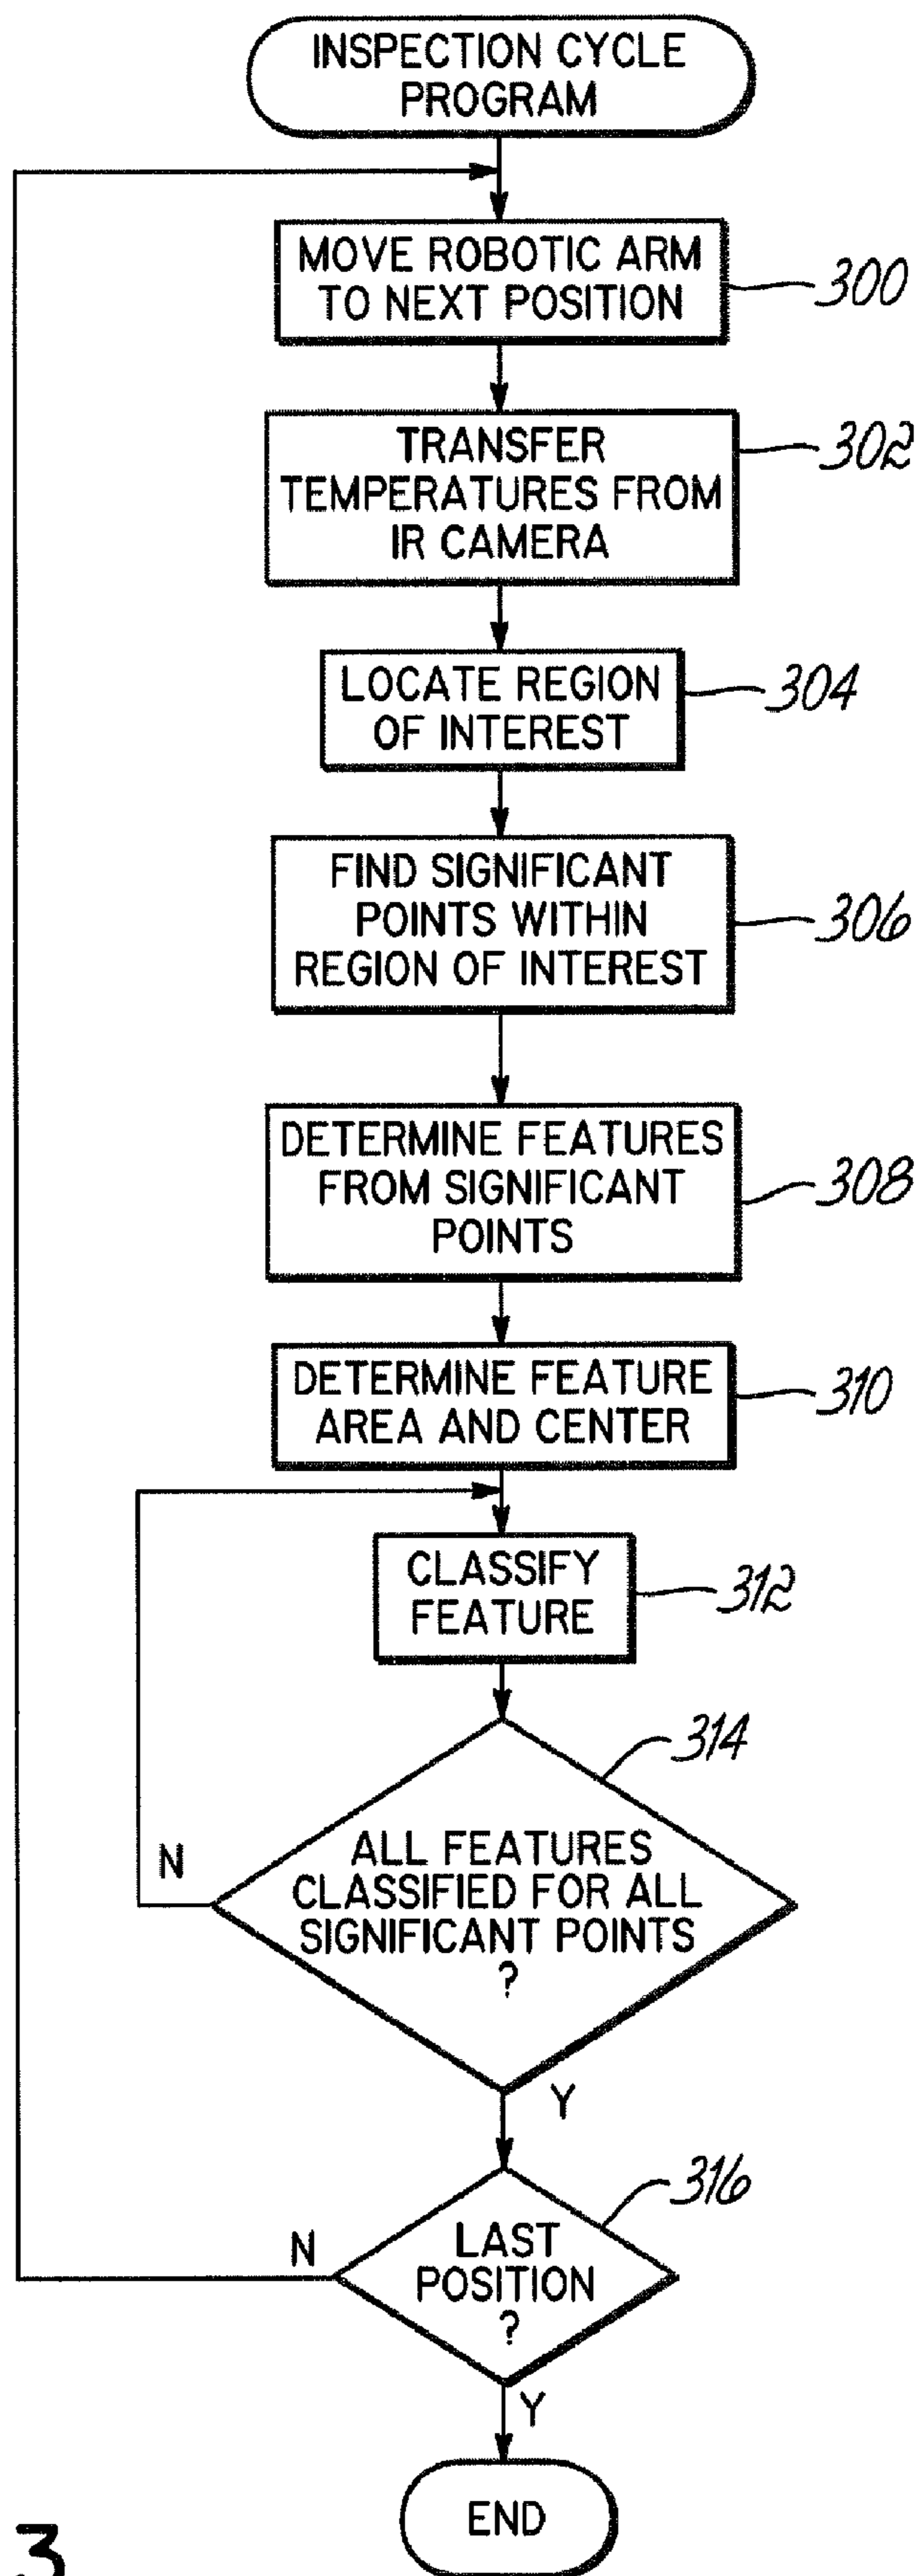 INSPECTION CYCLE
PROGRAM
MOVE ROBOTIC ARM
TO NEXT POSITION
300
TRANSFER
TEMPERATURES FROM
IR CAMERA
302
LOCATE REGION
OF INTEREST
304
FIND SIGNIFICANT
POINTS WITHIN
REGION OF INTEREST
306
DETERMINE FEATURES
FROM SIGNIFICANT
POINTS
308
DETERMINE FEATURE
AREA AND CENTER
310
CLASSIFY
FEATURE
312
314
ALL FEATURES
CLASSIFIED FOR ALL
SIGNIFICANT POINTS
?
N
Y
316
LAST
POSITION
?
N
Y
END
3